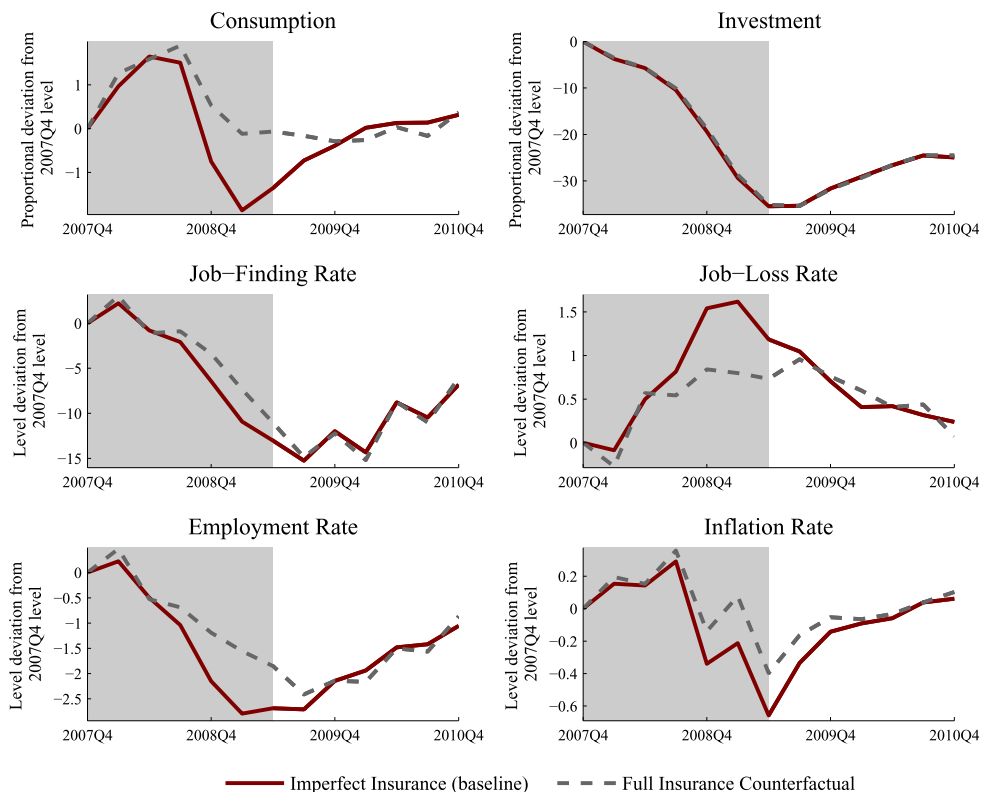 Consumption
Proportional deviation from
2007Q4 level
1
0
−1
2007Q4
2008Q4
2009Q4
2010Q4
Investment
Proportional deviation from
2007Q4 level
0
−10
−20
−30
2007Q4
2008Q4
2009Q4
2010Q4
Job−Finding Rate
Level deviation from
2007Q4 level
0
−5
−10
−15
2007Q4
2008Q4
2009Q4
2010Q4
Job−Loss Rate
Level deviation from
2007Q4 level
1.5
1
0.5
0
2007Q4
2008Q4
2009Q4
2010Q4
Employment Rate
Level deviation from
2007Q4 level
0
−0.5
−1
−1.5
−2
−2.5
2007Q4
2008Q4
2009Q4
2010Q4
Inflation Rate
Level deviation from
2007Q4 level
0.2
0
−0.2
−0.4
−0.6
2007Q4
2008Q4
2009Q4
2010Q4
Imperfect Insurance (baseline)
Full Insurance Counterfactual